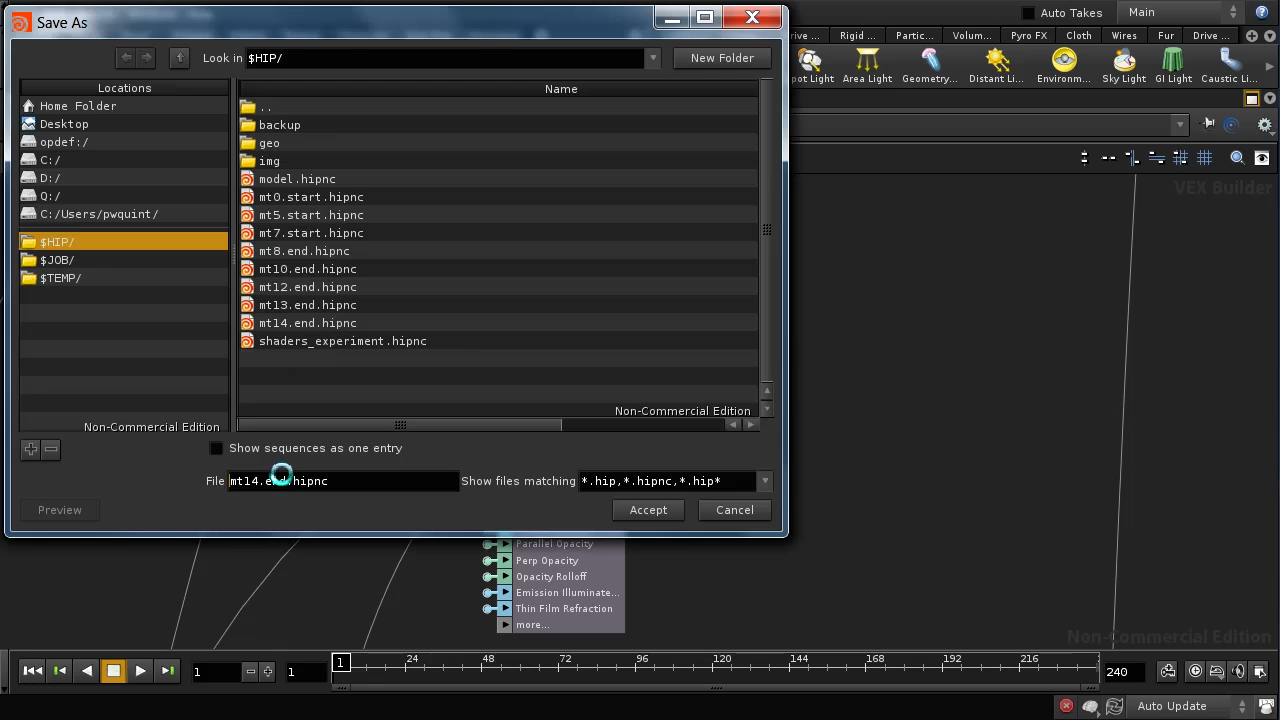 Save As
Auto Takes
Main
rive ...
Rigid ...
Partic...
Cloth
Wires
Volum...
Pyro FX
Fur
Drive ...
Look in
$HIP/
New Folder
pot Light
Area Light
Geometry...
Distant Li...
Environm...
Sky Light
GI Light
Caustic Li...
Locations
Name
Home Folder
Desktop
opdef:/
C:/
D:/
Q:/
C:/Users/pwquint/
$HIP/
$JOB/
$TEMP/
Non-Commercial Edition
..
backup
geo
img
model.hipnc
mt0.start.hipnc
mt5.start.hipnc
mt7.start.hipnc
mt8.end.hipnc
mt10.end.hipnc
mt12.end.hipnc
mt13.end.hipnc
mt14.end.hipnc
shaders_experiment.hipnc
Non-Commercial Edition
VEX Builder
Show sequences as one entry
File
mt14.end.hipnc
Show files matching
*.hip,*.hipnc,*.hip*
Preview
Accept
Cancel
Parallel Opacity
Perp Opacity
Opacity Rolloff
Emission Illuminate...
Thin Film Refraction
more...
Non-Commercial Edition
1
1
1
24
48
72
96
120
144
168
192
216
240
Auto Update